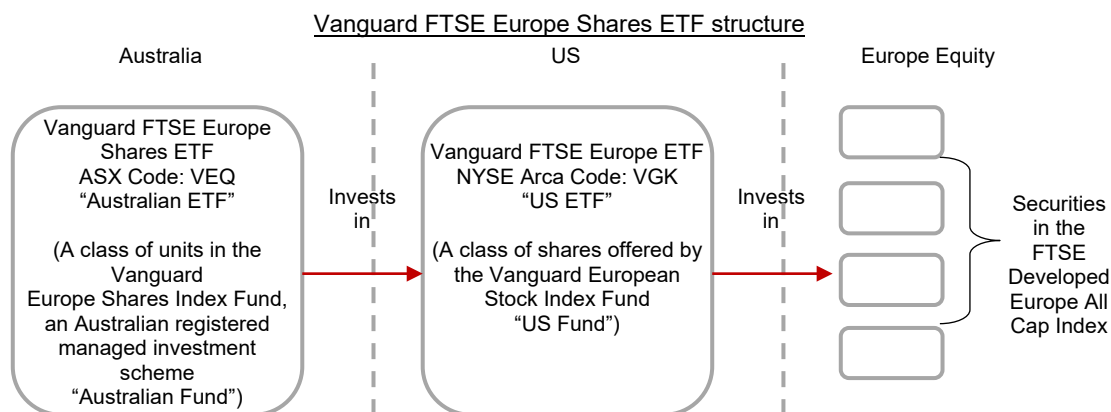 Vanguard FTSE Europe Shares ETF structure
Australia
US
Europe Equity
Vanguard FTSE Europe
Shares ETF
ASX Code: VEQ
“Australian ETF”
(A class of units in the
Vanguard
Europe Shares Index Fund,
an Australian registered
managed investment
scheme
“Australian Fund”)
Invests
in
Vanguard FTSE Europe ETF
NYSE Arca Code: VGK
“US ETF”
(A class of shares offered by
the Vanguard European
Stock Index Fund
“US Fund”)
Invests
in
Securities
in the
FTSE
Developed
Europe All
Cap Index